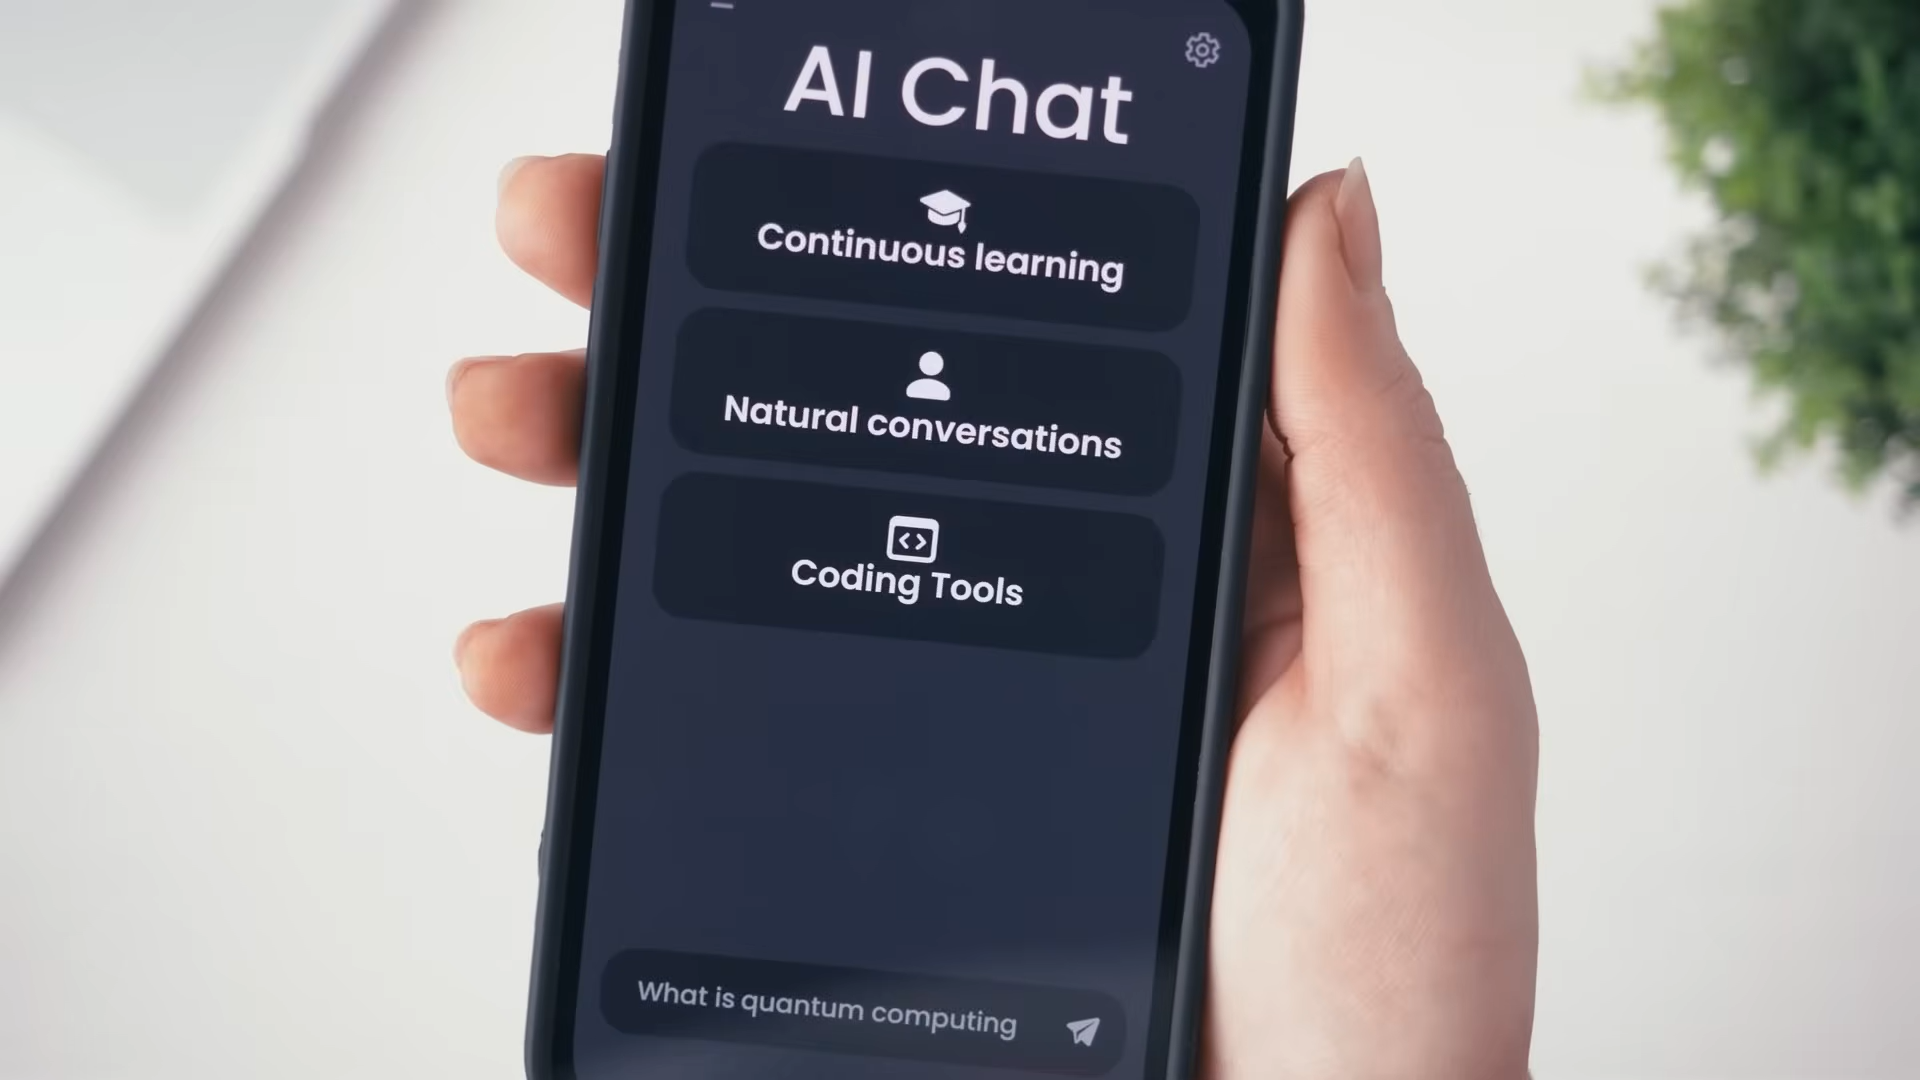 AI Chat
Continuous learning
Natural conversations
Coding Tools
What is quantum computing